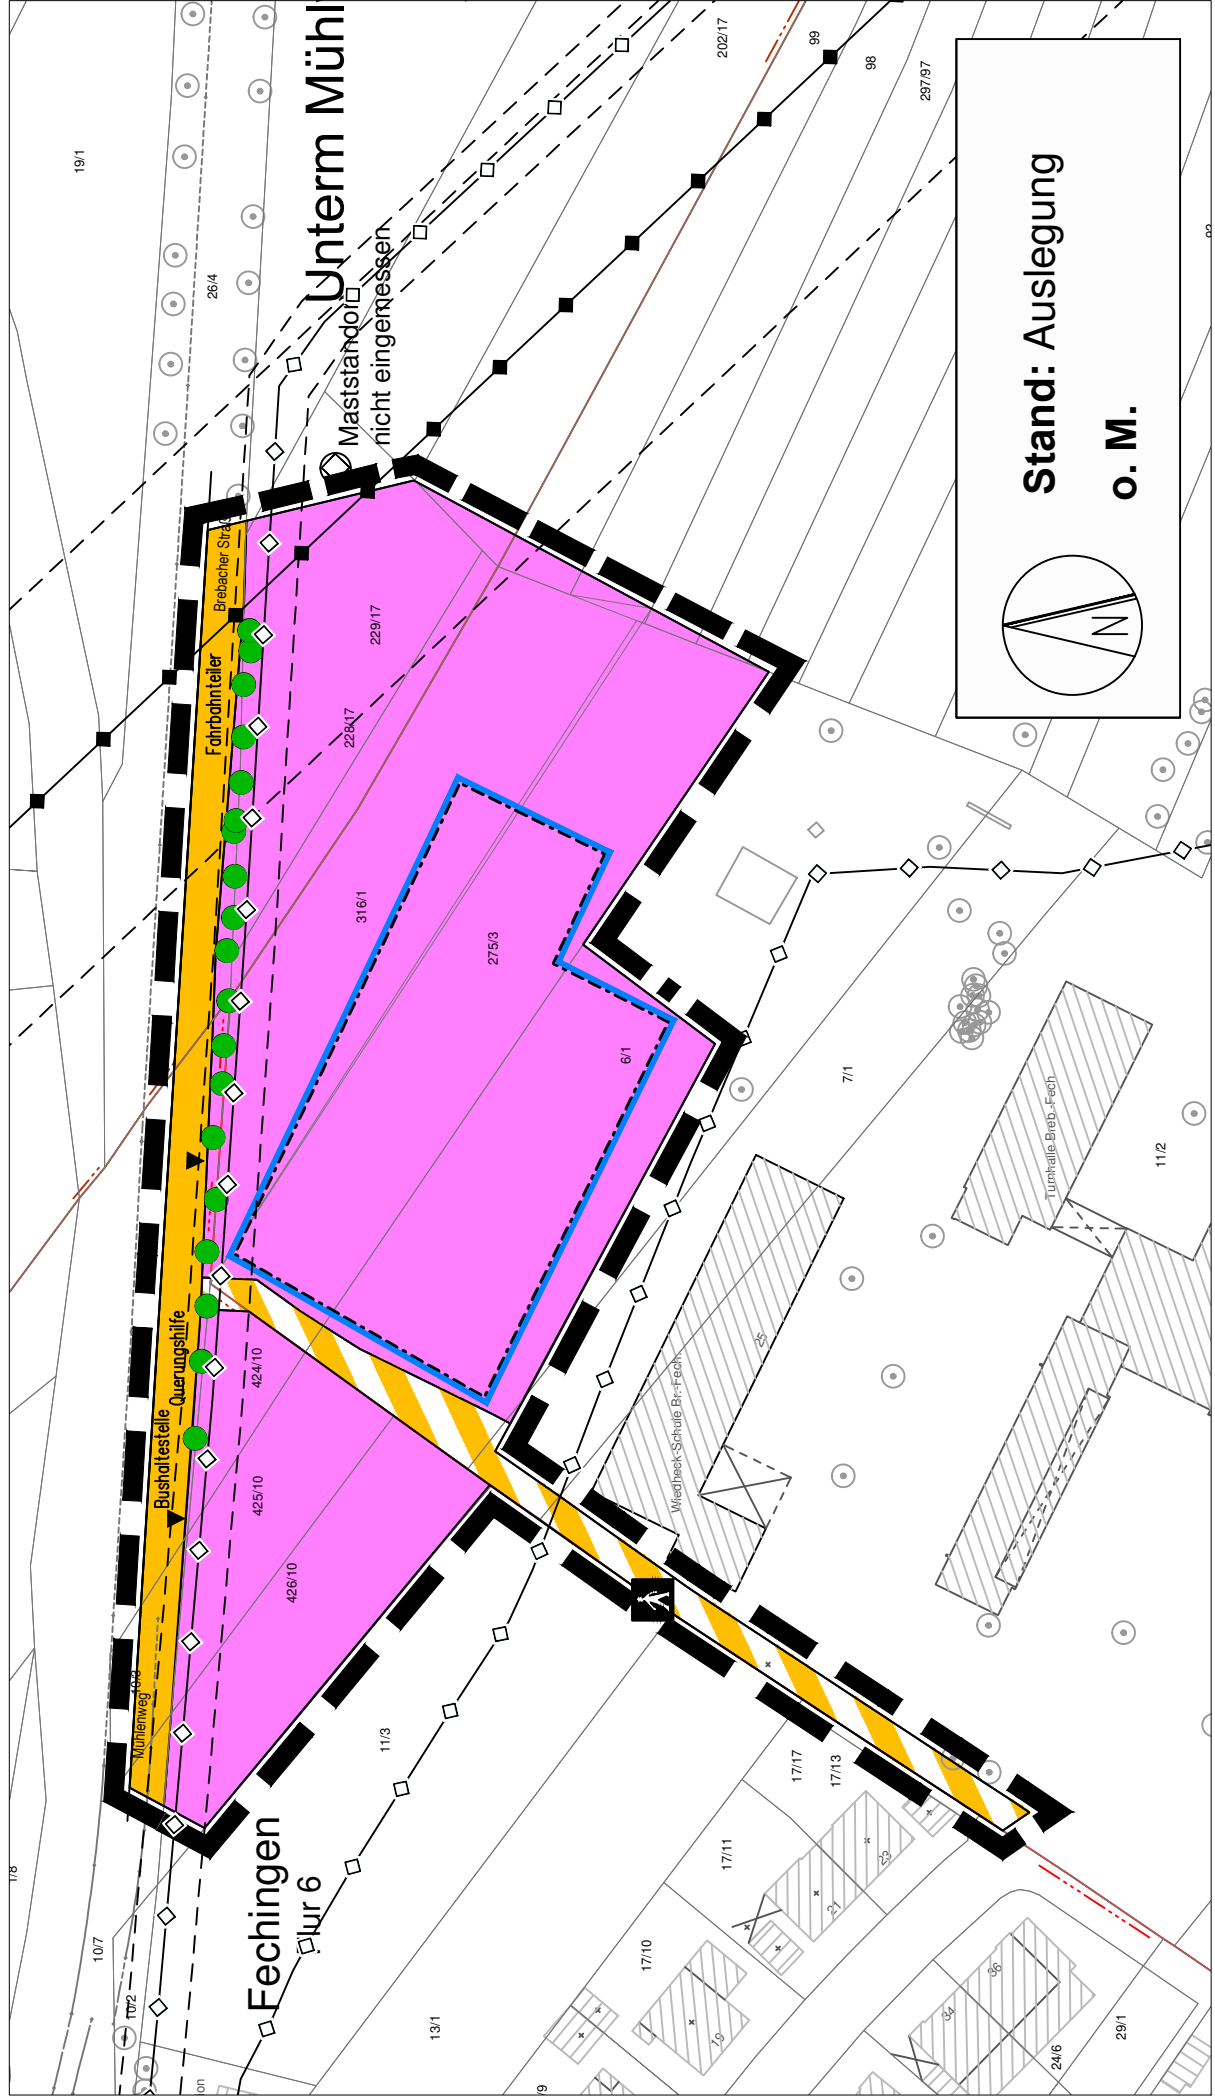 19/1
26/4
Unterm Mühl
Maststandort
nicht eingemessen
202/17
99
98
297/97
Stand: Auslegung
o. M.
N
Brebacher Straß
Fahrbahnteiler
229/17
228/17
316/1
275/3
6/1
7/1
Turnhalle Breb.-Fech
11/2
Querungshilfe
Bushaltestelle
424/10
425/10
426/10
Wiedheck-Schule Br.-Fech.
25
Mühlenweg
11/3
17/17
17/13
17/11
17/10
Fechingen
Flur 6
1/8
10/7
10/2
13/1
23
21
19
36
34
24/6
29/1